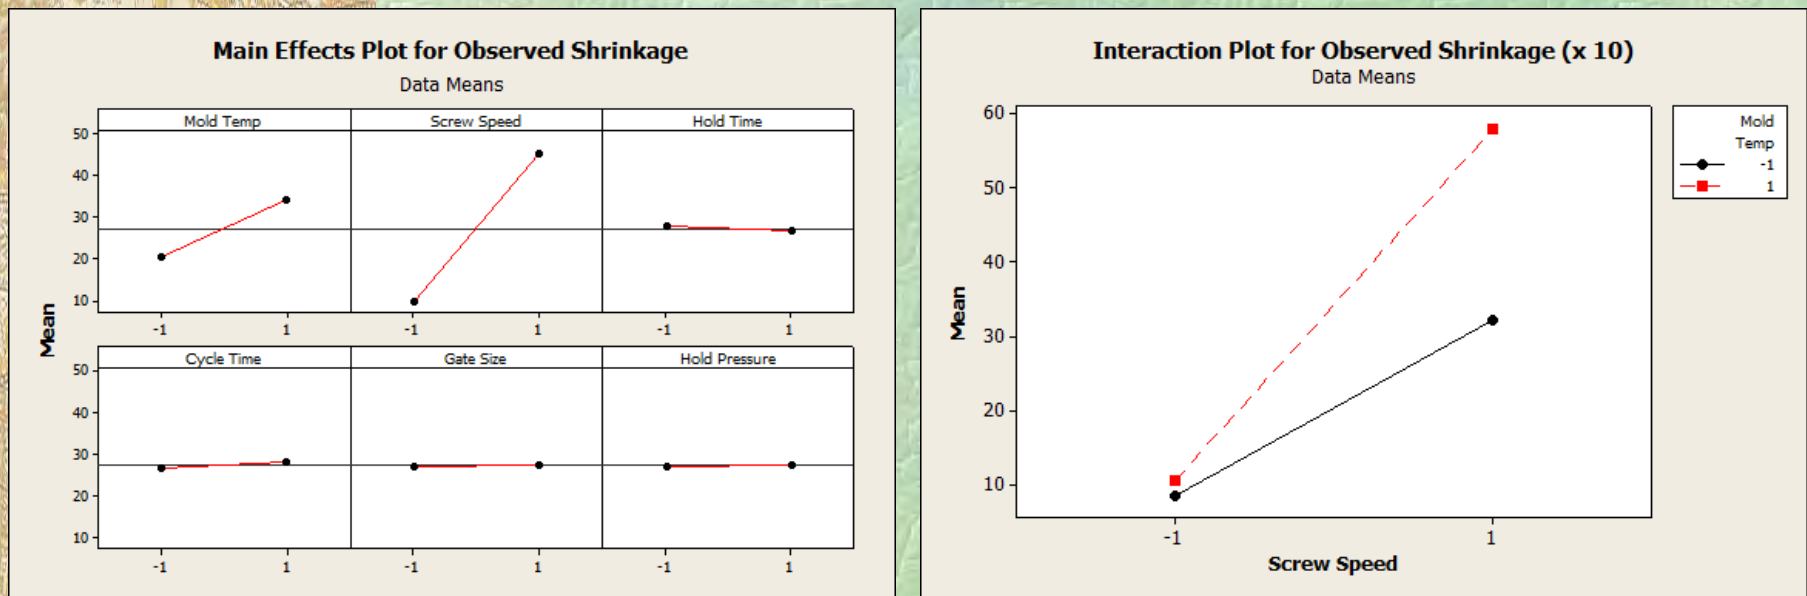 Main Effects Plot for Observed Shrinkage
Data Means
Mold Temp Screw Speed Hold Time
50
40
30
20
10
-1 1 -1 1 -1 1
Mean
Cycle Time Gate Size Hold Pressure
50
40
30
20
10
-1 1 -1 1 -1 1
Interaction Plot for Observed Shrinkage (x 10)
Data Means
60
50
40
30
20
10
Mean
-1 1
Screw Speed
Mold
Temp
-1
1